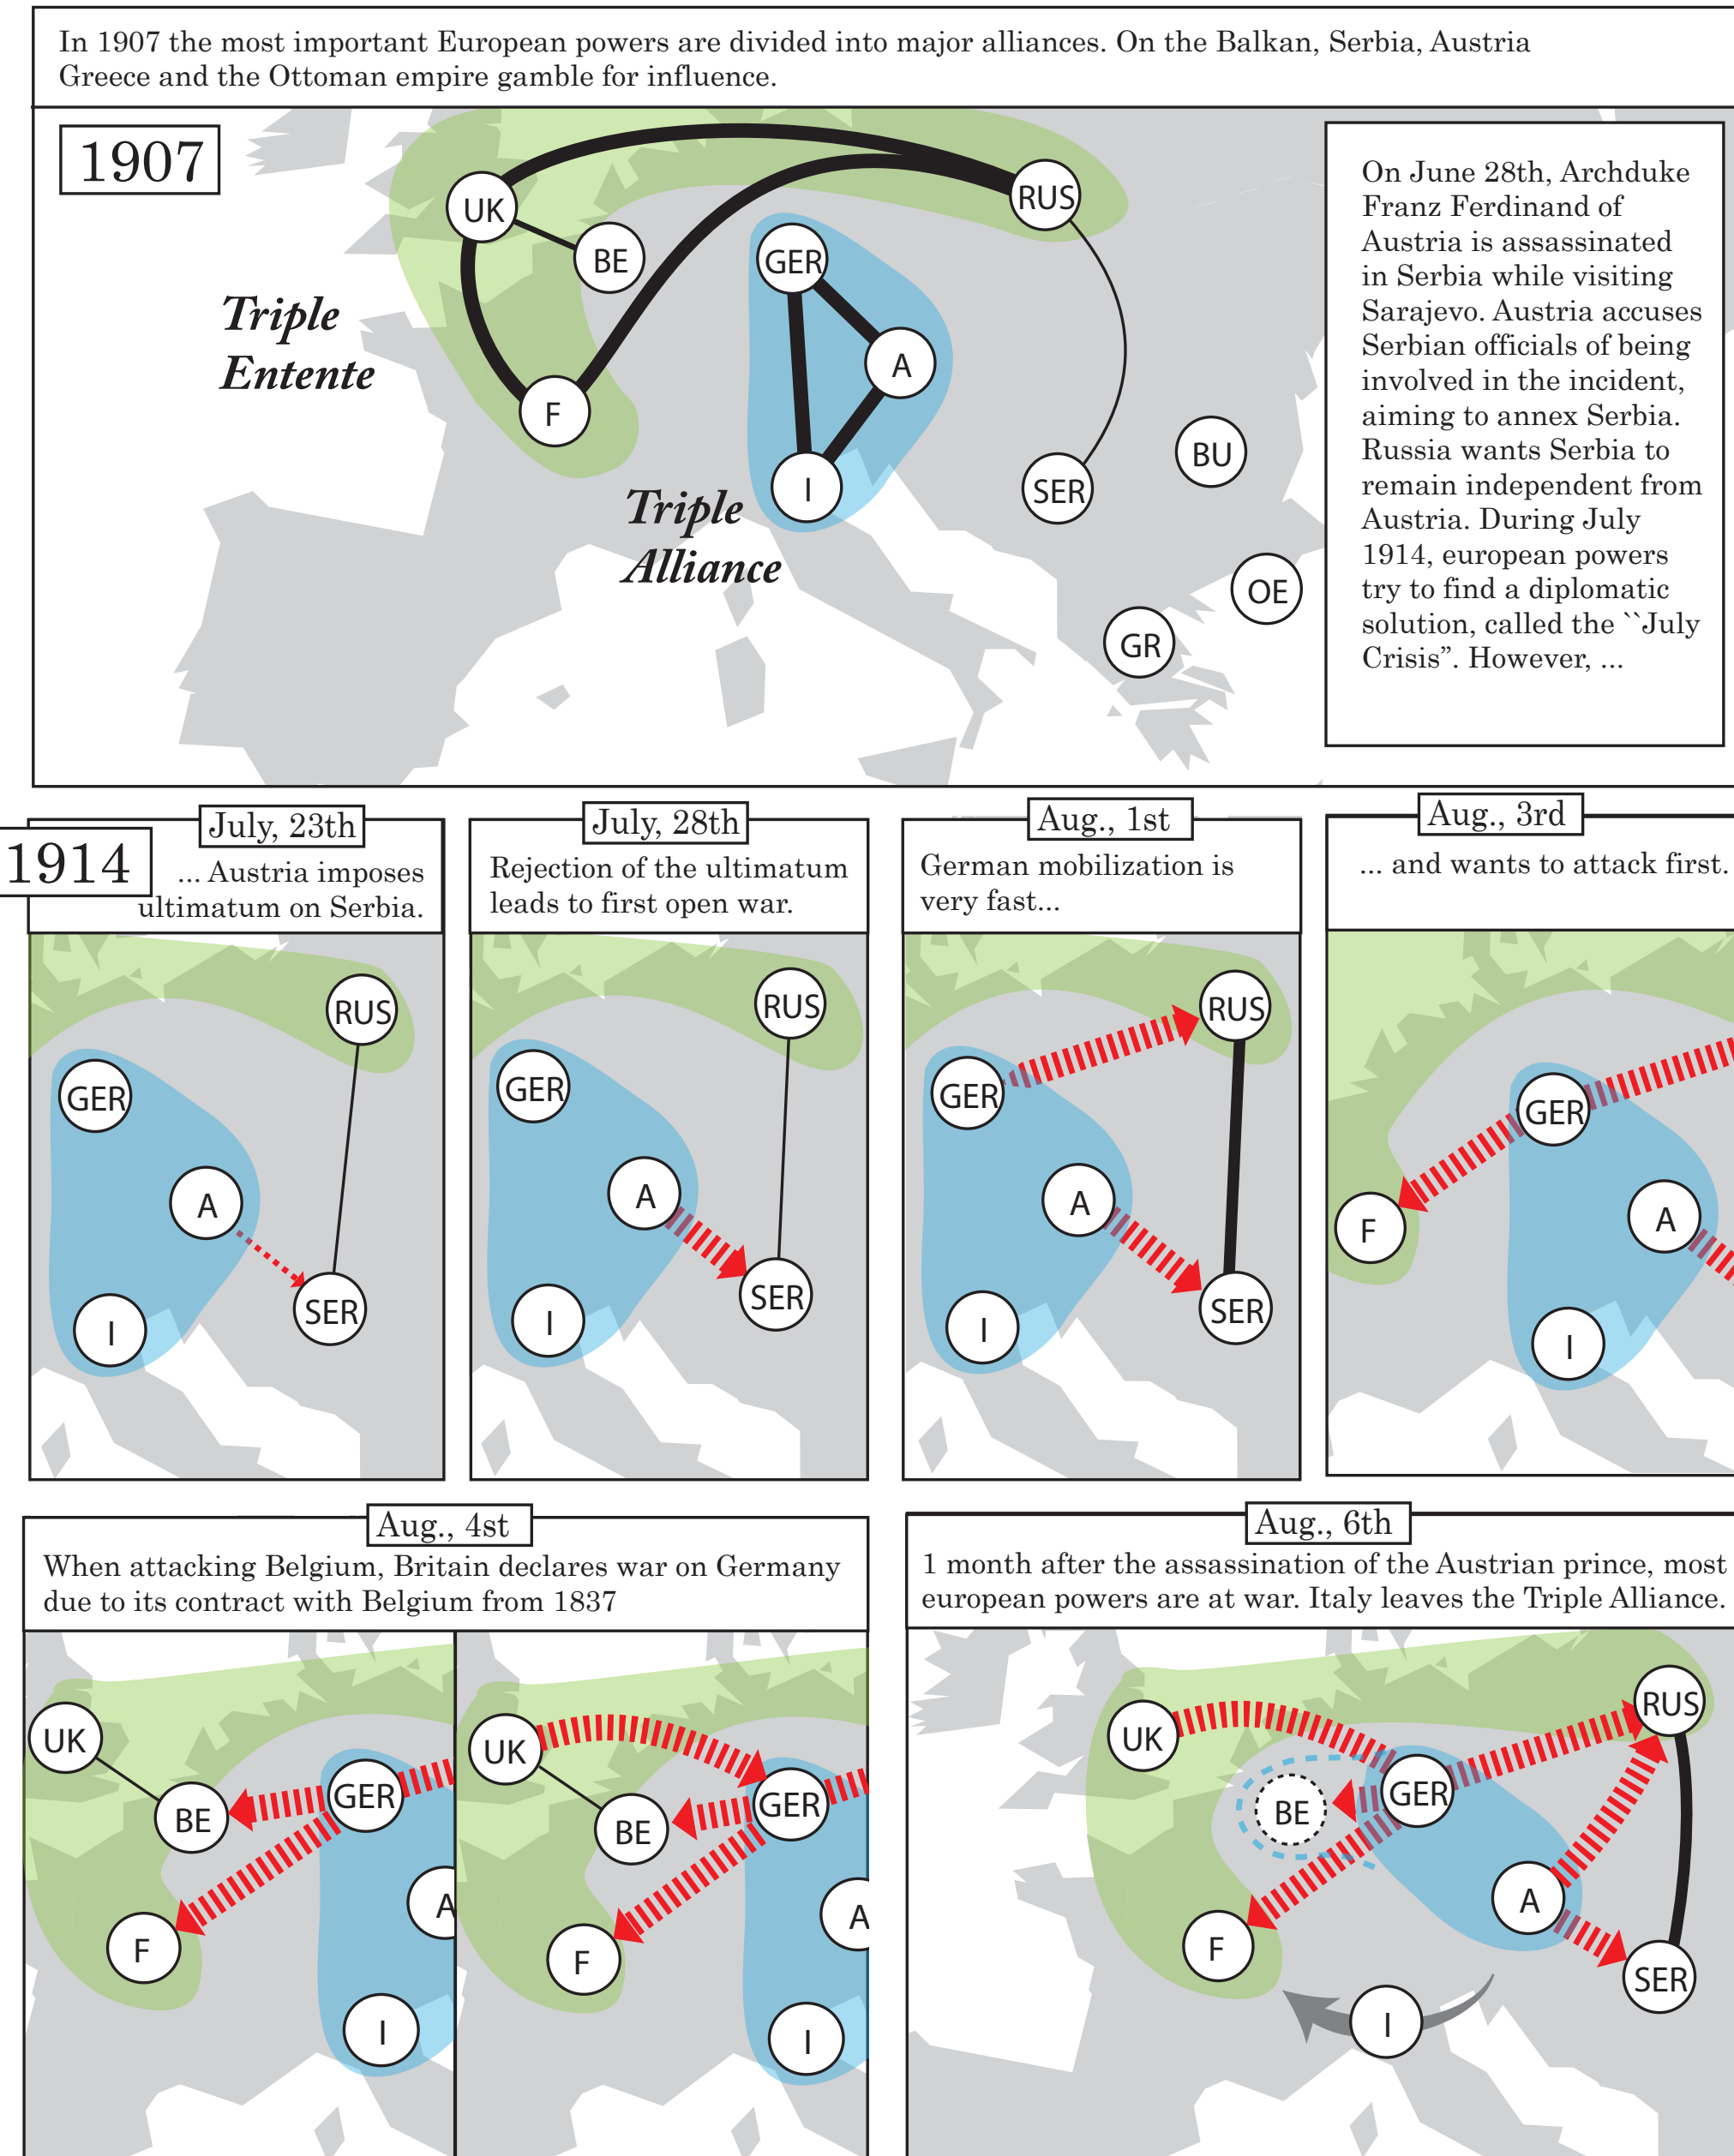 In 1907 the most important European powers are divided into major alliances. On the Balkan, Serbia, Austria
Greece and the Ottoman empire gamble for influence.
1907
UK
BE
RUS
GER
A
F
I
SER
BU
OE
GR
Triple
Entente
Triple
Alliance
On June 28th, Archduke
Franz Ferdinand of
Austria is assassinated
in Serbia while visiting
Sarajevo. Austria accuses
Serbian officials of being
involved in the incident,
aiming to annex Serbia.
Russia wants Serbia to
remain independent from
Austria. During July
1914, european powers
try to find a diplomatic
solution, called the ``July
Crisis”. However, ...
1914
July, 23th
... Austria imposes
ultimatum on Serbia.
RUS
GER
A
SER
I
July, 28th
Rejection of the ultimatum
leads to first open war.
RUS
GER
A
SER
I
Aug., 1st
German mobilization is
very fast...
RUS
GER
A
SER
I
Aug., 3rd
... and wants to attack first.
GER
F
A
I
Aug., 4st
When attacking Belgium, Britain declares war on Germany
due to its contract with Belgium from 1837
UK
BE
GER
A
F
I
UK
BE
GER
A
F
I
Aug., 6th
1 month after the assassination of the Austrian prince, most
european powers are at war. Italy leaves the Triple Alliance.
UK
RUS
BE
GER
A
F
SER
I